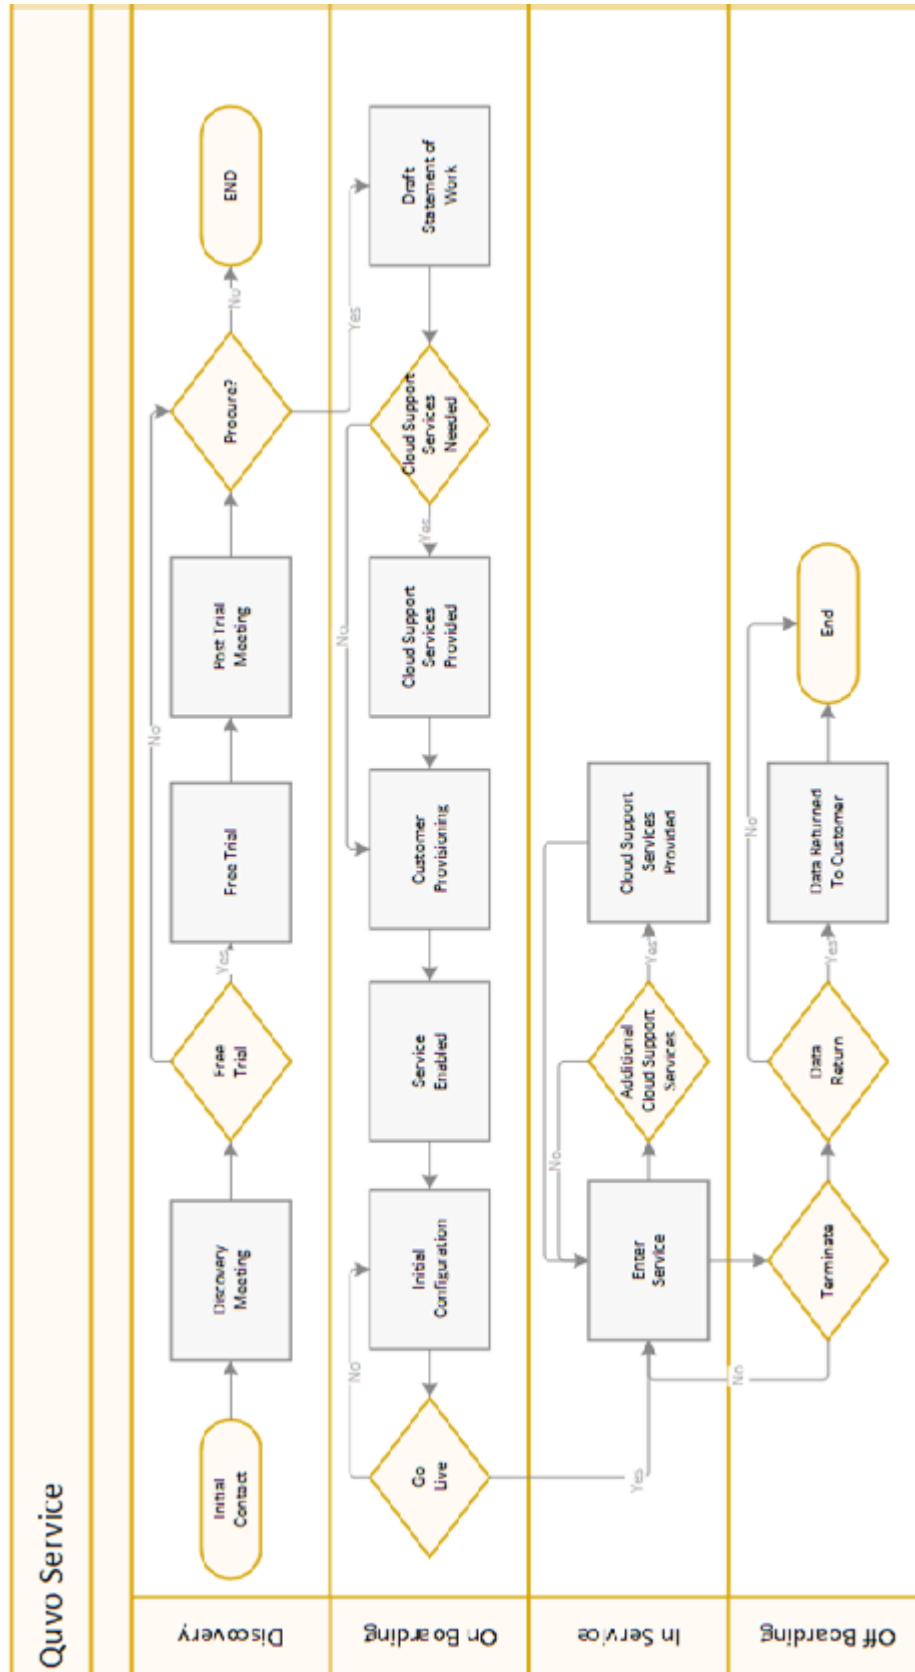 Quvo Service
Discovery
Initial
Contact
Discovery
Meeting
Free
Trial
Yes
No
Free Trial
Post Trial
Meeting
Procure?
No
Yes
END
On Boarding
Draft
Statement of
Work
Cloud Support
Services
Needed
Yes
No
Cloud Support
Services
Provided
Customer
Provisioning
Service
Enabled
Initial
Configuration
Go
Live
No
Yes
In Service
Enter
Service
Additional
Cloud Support
Services
Yes
No
Cloud Support
Services
Provided
Off Boarding
Terminate
No
Data
Return
Yes
No
Data Returned
To Customer
End